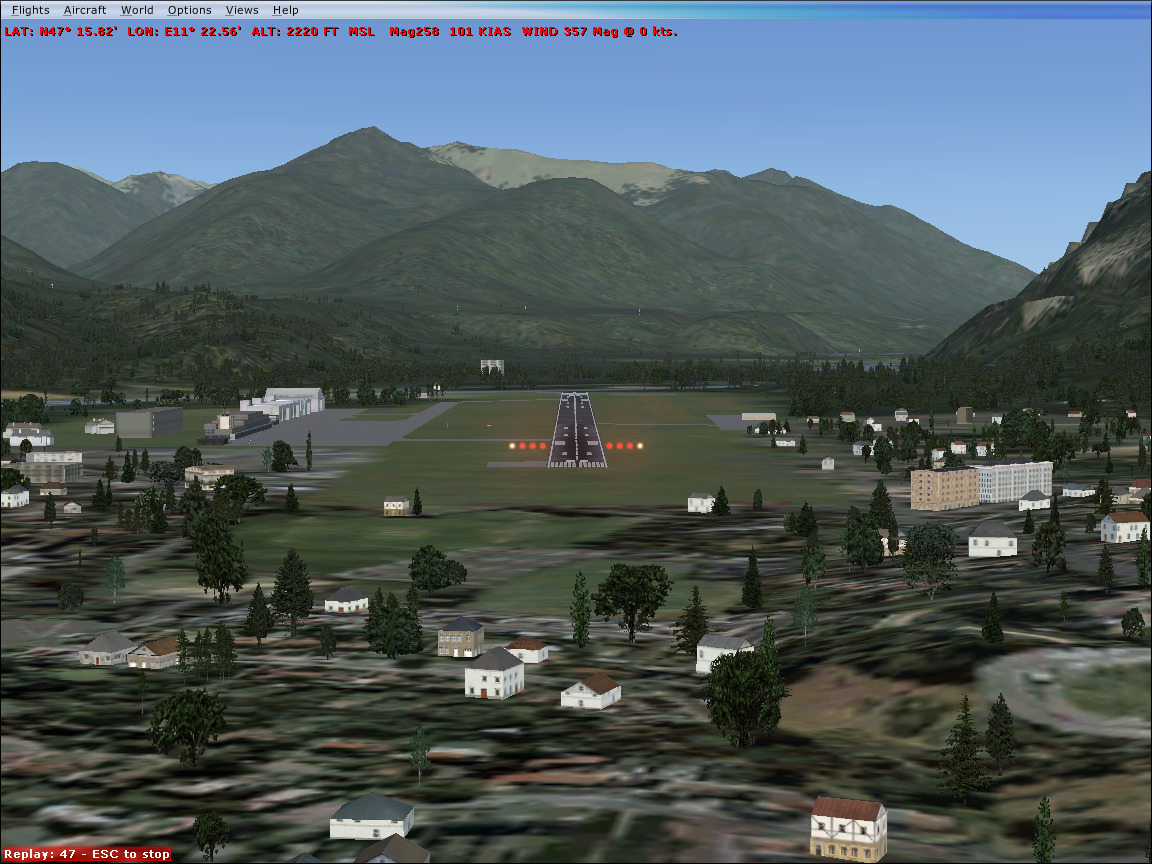 Flights Aircraft World Options Views Help
LAT: N47° 15.82' LON: E11° 22.56' ALT: 2220 FT MSL Mag258 101 KIAS WIND 357 Mag @ 0 kts.
Replay: 47 - ESC to stop